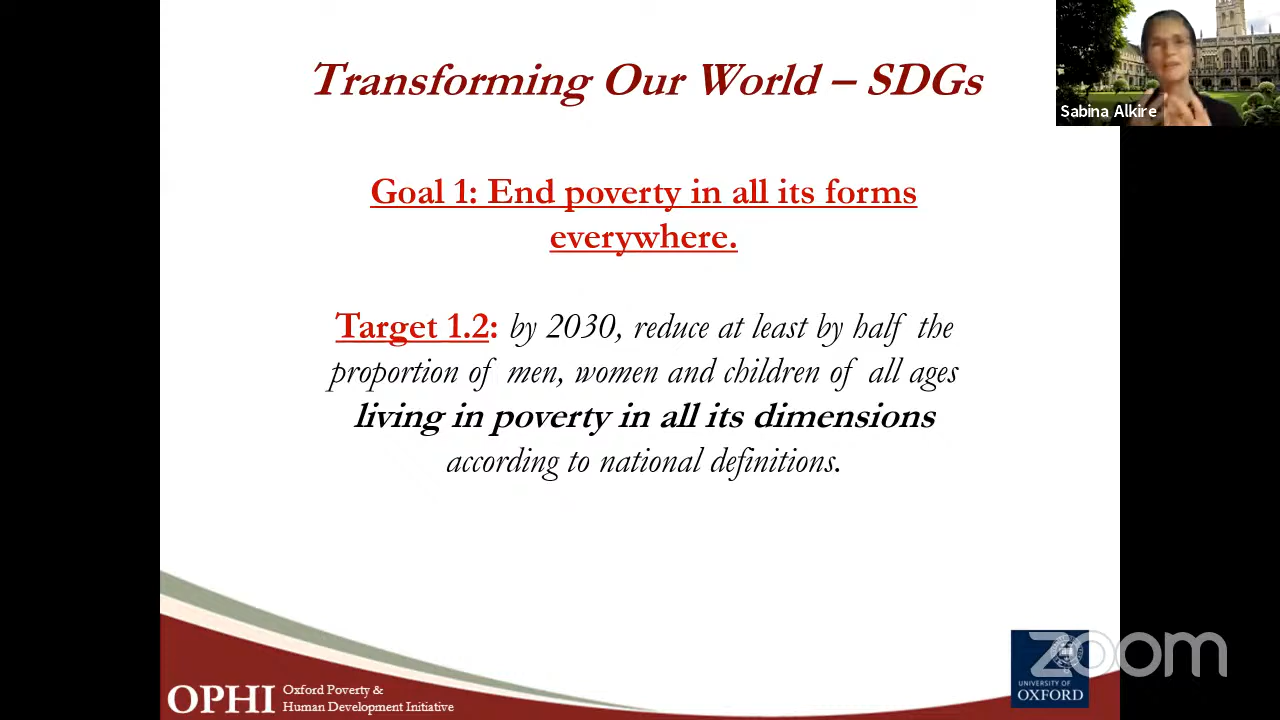 Transforming Our World – SDGs
Sabina Alkire
Goal 1: End poverty in all its forms
everywhere.
Target 1.2: by 2030, reduce at least by half the
proportion of men, women and children of all ages
living in poverty in all its dimensions
according to national definitions.
OPHI
Oxford Poverty &
Human Development Initiative
UNIVERSITY OF
OXFORD
zoom